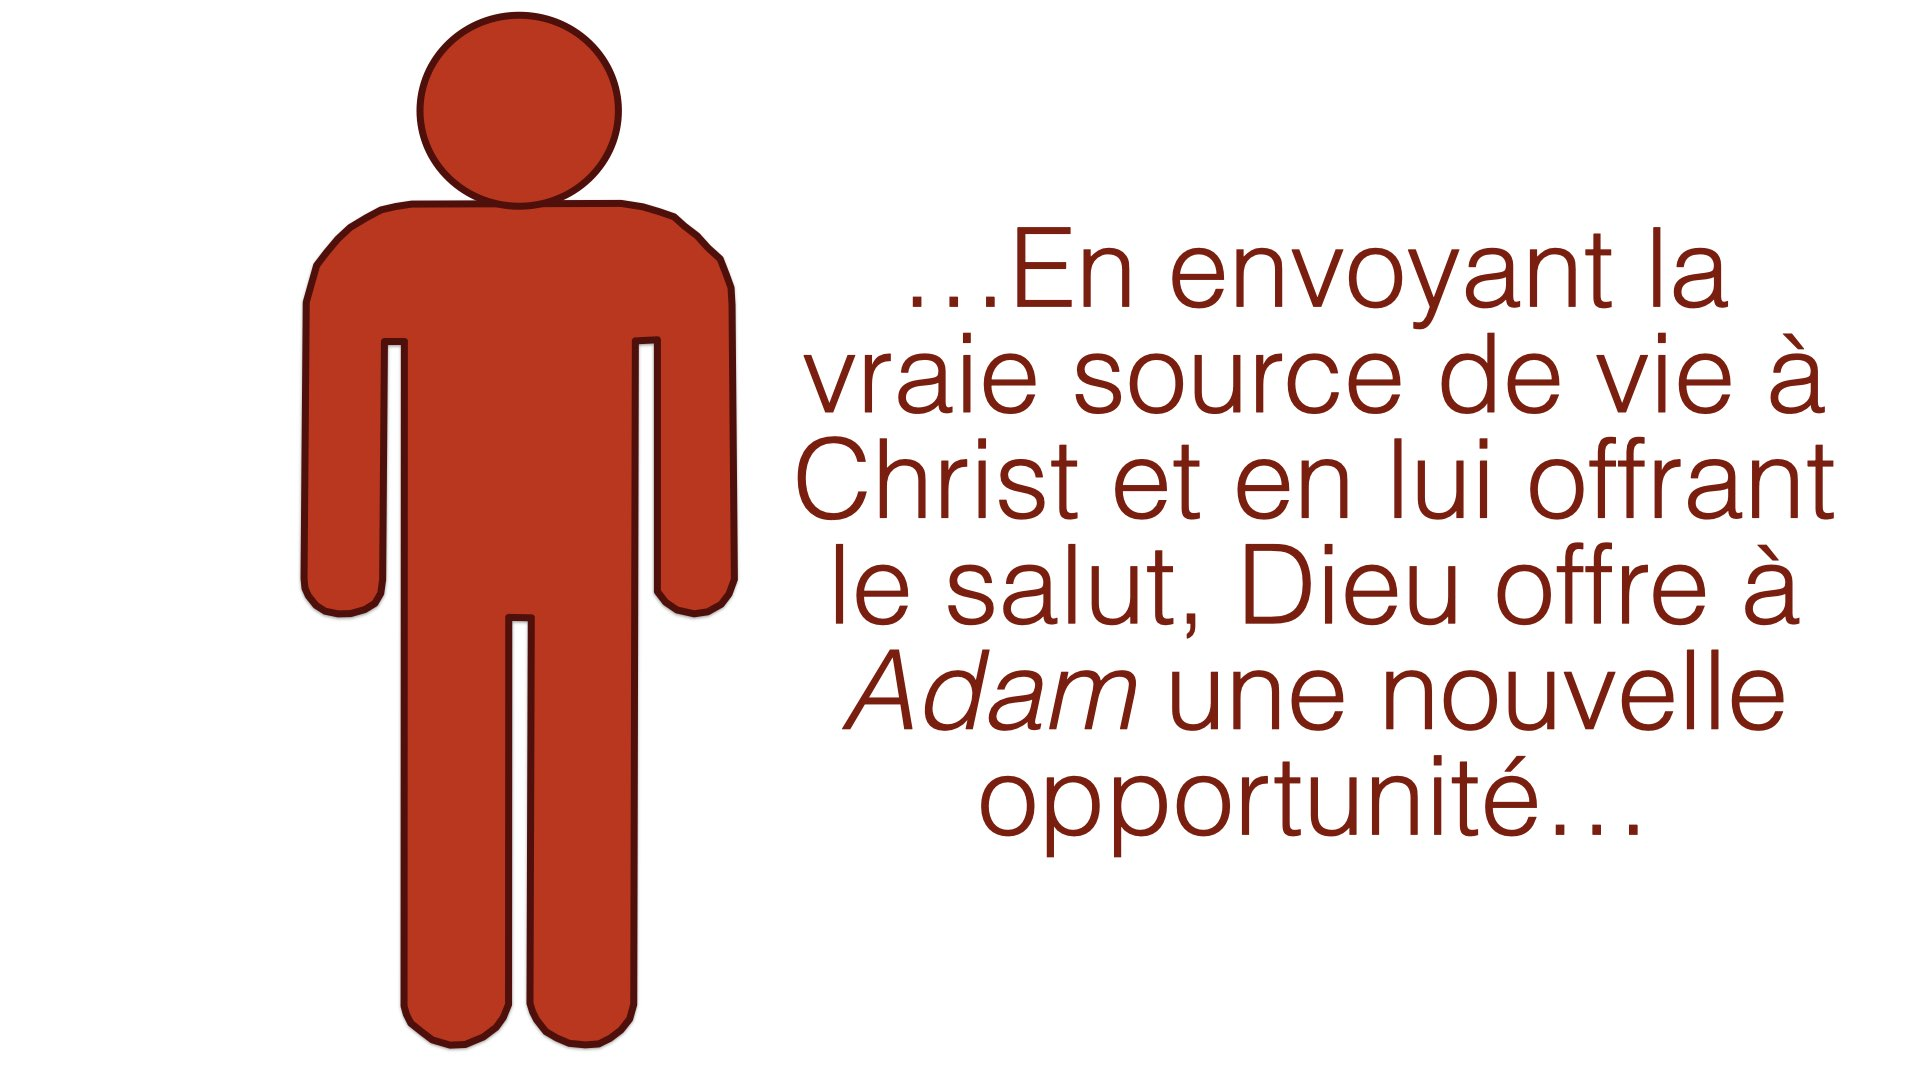 …En envoyant la
vraie source de vie à
Christ et en lui offrant
le salut, Dieu offre à
Adam une nouvelle
opportunité…